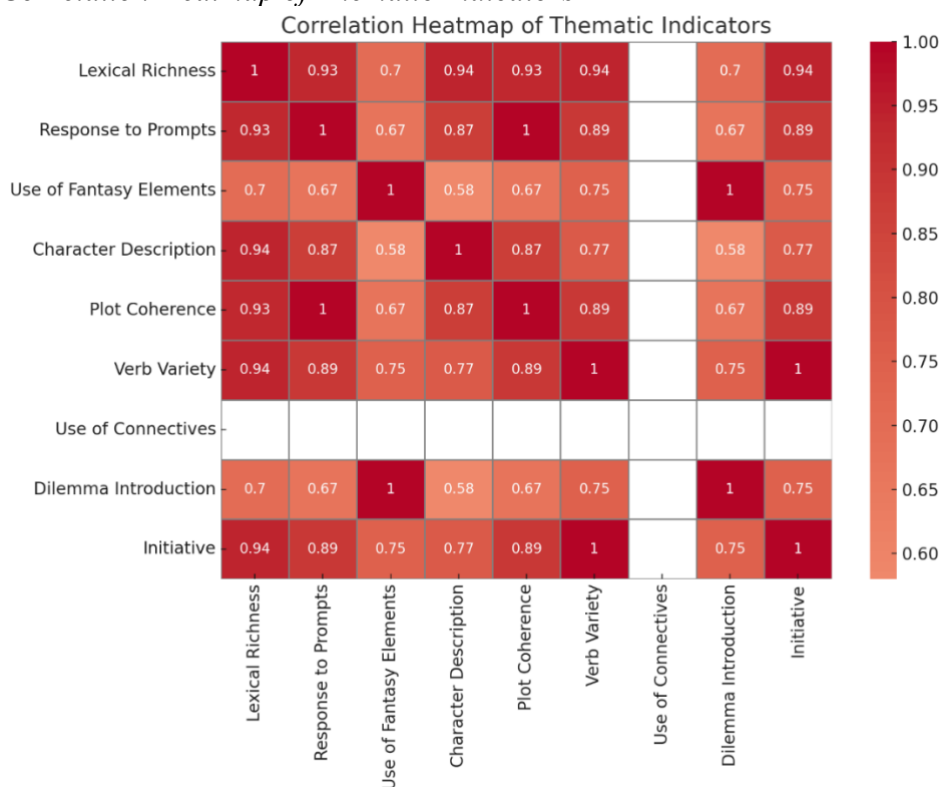 Correlation Heatmap of Thematic Indicators
Lexical Richness 1 0.93 0.7 0.94 0.93 0.94 0.7 0.94
Response to Prompts 0.93 1 0.67 0.87 1 0.89 0.67 0.89
Use of Fantasy Elements 0.7 0.67 1 0.58 0.67 0.75 1 0.75
Character Description 0.94 0.87 0.58 1 0.87 0.77 0.58 0.77
Plot Coherence 0.93 1 0.67 0.87 1 0.89 0.67 0.89
Verb Variety 0.94 0.89 0.75 0.77 0.89 1 0.75 1
Use of Connectives
Dilemma Introduction 0.7 0.67 1 0.58 0.67 0.75 1 0.75
Initiative 0.94 0.89 0.75 0.77 0.89 1 0.75 1
Lexical Richness
Response to Prompts
Use of Fantasy Elements
Character Description
Plot Coherence
Verb Variety
Use of Connectives
Dilemma Introduction
Initiative
1.00
0.95
0.90
0.85
0.80
0.75
0.70
0.65
0.60